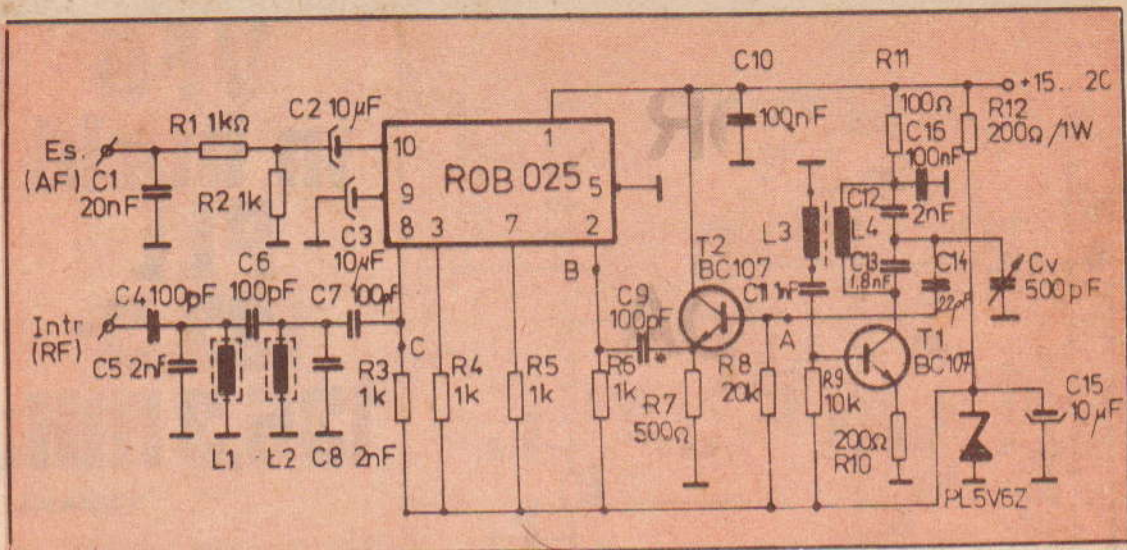 C10
R11
+15.. 2C
R1 1kΩ
C2 10µF
1
100Ω
R12
Es.
(AF)
C1
20nF
10
9
8
3
ROB 025
7
5
2
100nF
C16
100nF
200Ω/1W
R2 1k
C3
10µF
C12
2nF
T2
BC107
L3
L4
C13
1,8nF
C14
22pF
Cv
500pF
B
C11 1nF
C4 100pF
C6
100pF
C7
100pF
C9
100pF
*
Intr
(RF)
C5 2nF
C
A
T1
BC107
R3
1k
R4
1k
R5
1k
R6
1k
R7
500Ω
R8
20k
R9
10k
C15
10µF
200Ω
R10
L1
L2
C8 2nF
PL5V6Z